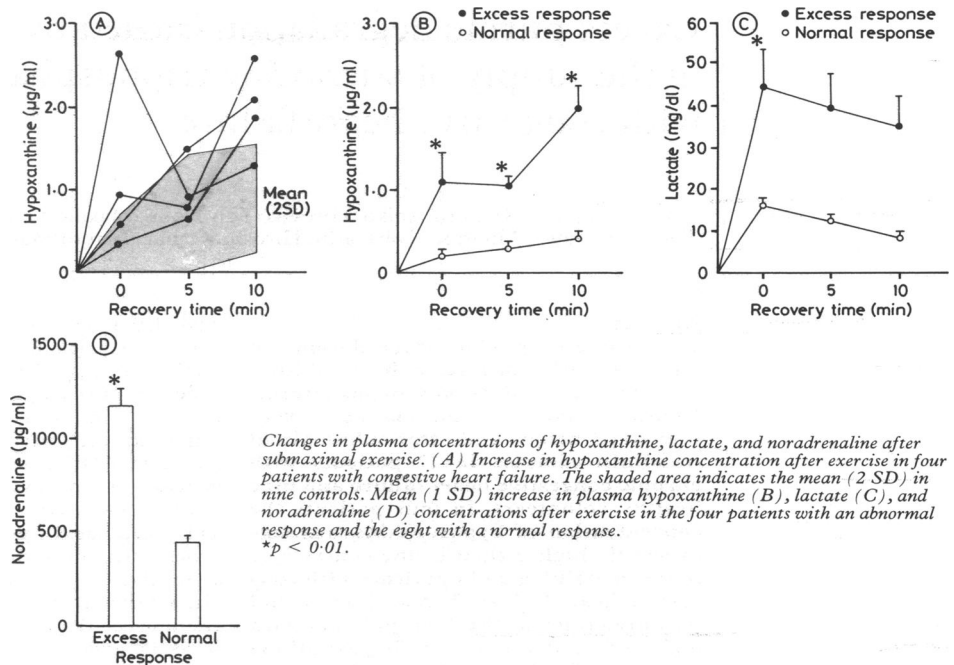 A
Hypoxanthine (µg/ml)
3·0
2·0
1·0
0
Mean
(2SD)
0 5 10
Recovery time (min)
B
Excess response
Normal response
Hypoxanthine (µg/ml)
3·0
2·0
1·0
0
*
*
*
0 5 10
Recovery time (min)
C
Excess response
Normal response
Lactate (mg/dl)
60
50
40
30
20
10
0
*
0 5 10
Recovery time (min)
D
Noradrenaline (µg/ml)
1500
1000
500
0
*
Excess Normal
Response
Changes in plasma concentrations of hypoxanthine, lactate, and noradrenaline after
submaximal exercise. (A) Increase in hypoxanthine concentration after exercise in four
patients with congestive heart failure. The shaded area indicates the mean (2 SD) in
nine controls. Mean (1 SD) increase in plasma hypoxanthine (B), lactate (C), and
noradrenaline (D) concentrations after exercise in the four patients with an abnormal
response and the eight with a normal response.
*p < 0·01.